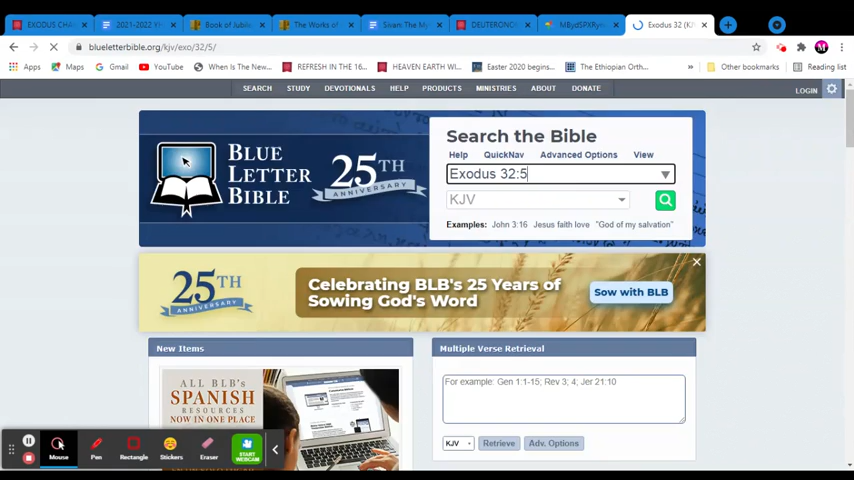 EXODUS CHA
2021-2022 KH
Book of Jubile
The Works of
Sivan: The My
DEUTERONO
MBydSPXRyi
Exodus 32 (KJ
blueletterbible.org/kjv/exo/32/5/
M
Apps
Gmail
YouTube
When Is The New...
REFRESH IN THE 16...
HEAVEN EARTH WI...
Easter 2020 begins...
The Ethiopian Orth...
»
Other bookmarks
Reading list
SEARCH STUDY DEVOTIONALS HELP PRODUCTS MINISTRIES ABOUT DONATE
LOGIN
BLUE
LETTER
BIBLE
25TH
ANNIVERSARY
Search the Bible
Help QuickNav Advanced Options View
Exodus 32:5
KJV
Examples: John 3:16 Jesus faith love "God of my salvation"
25TH
ANNIVERSARY
Celebrating BLB's 25 Years of
Sowing God's Word
Sow with BLB
New Items
ALL BLB's
SPANISH
RESOURCES
NOW IN ONE
PLACE
Multiple Verse Retrieval
For example: Gen 1:1-15; Rev 3; 4; Jer 21:10
KJV Retrieve Adv. Options
Mouse
Pen
Rectangle
Stickers
Eraser
START
WEBCAM